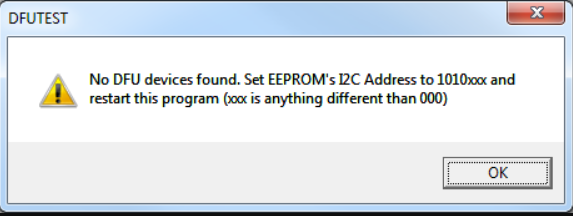 DFUTEST
No DFU devices found. Set EEPROM's I2C Address to 1010xxx and
restart this program (xxx is anything different than 000)
OK